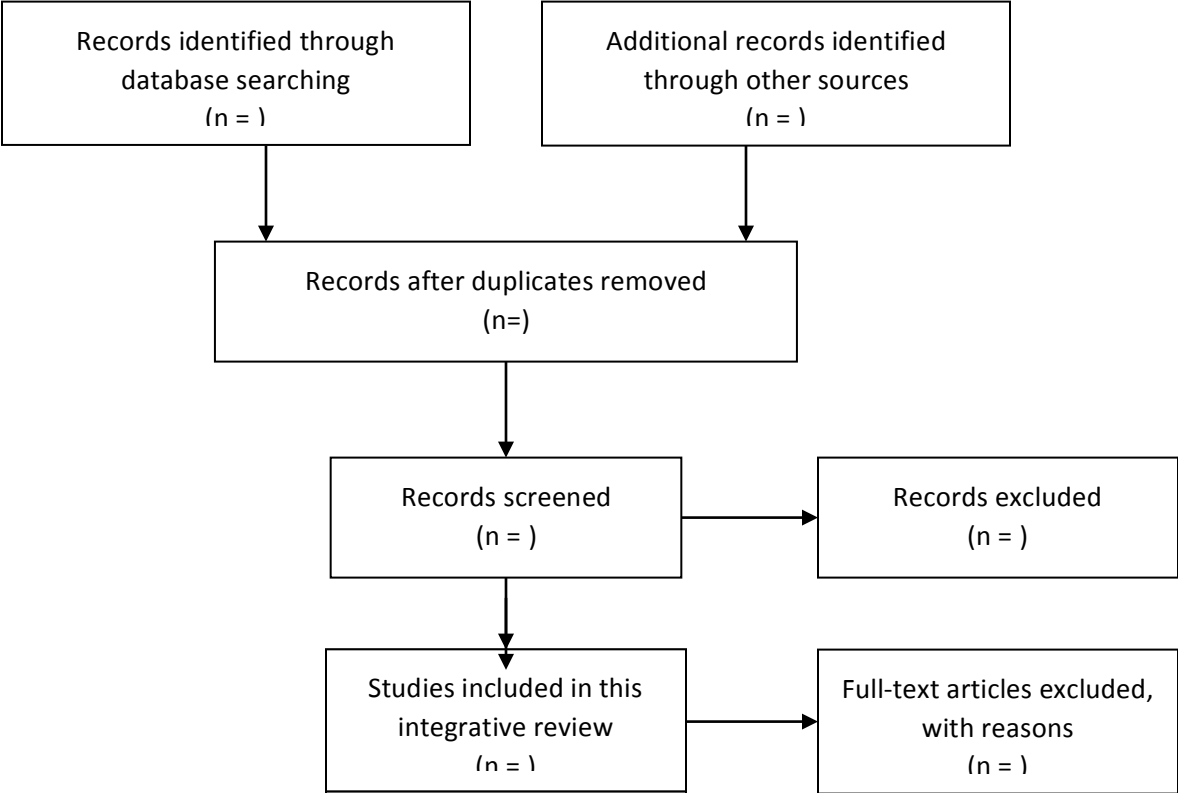 Records identified through
database searching
(n = )
Additional records identified
through other sources
(n = )
Records after duplicates removed
(n=)
Records screened
(n = )
Records excluded
(n = )
Studies included in this
integrative review
(n = )
Full-text articles excluded,
with reasons
(n = )